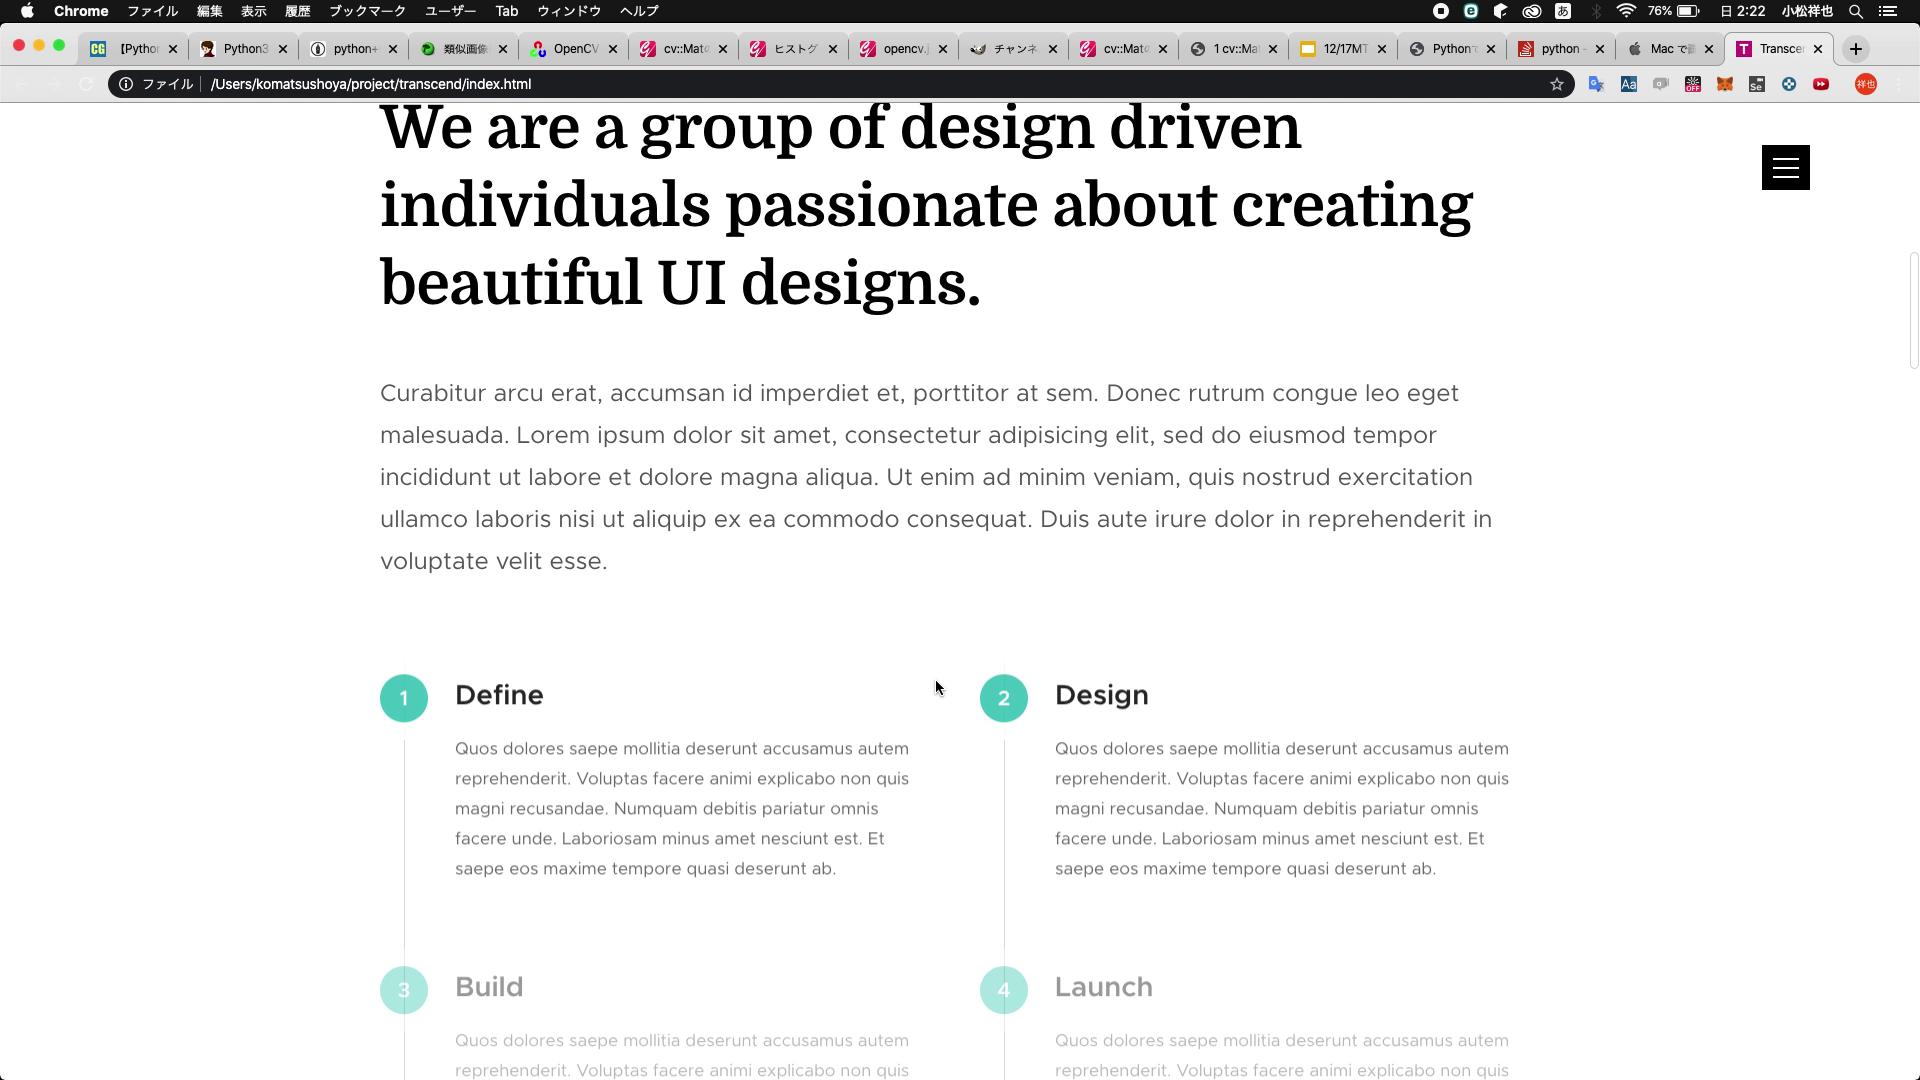 Chrome ファイル 編集 表示 履歴 ブックマーク ユーザー Tab ウィンドウ ヘルプ 76% 日 2:22 小松祥也
【Pythor Python3 python+ 類似画像 OpenCV cv::Mat ヒストグ opencv. チャンネ cv::Mat 1 cv::Ma 12/17MT Python python - Mac で Transce
ファイル /Users/komatsushoya/project/transcend/index.html 祥也
We are a group of design driven
individuals passionate about creating
beautiful UI designs.
Curabitur arcu erat, accumsan id imperdiet et, porttitor at sem. Donec rutrum congue leo eget
malesuada. Lorem ipsum dolor sit amet, consectetur adipisicing elit, sed do eiusmod tempor
incididunt ut labore et dolore magna aliqua. Ut enim ad minim veniam, quis nostrud exercitation
ullamco laboris nisi ut aliquip ex ea commodo consequat. Duis aute irure dolor in reprehenderit in
voluptate velit esse.
1 Define
Quos dolores saepe mollitia deserunt accusamus autem
reprehenderit. Voluptas facere animi explicabo non quis
magni recusandae. Numquam debitis pariatur omnis
facere unde. Laboriosam minus amet nesciunt est. Et
saepe eos maxime tempore quasi deserunt ab.
2 Design
Quos dolores saepe mollitia deserunt accusamus autem
reprehenderit. Voluptas facere animi explicabo non quis
magni recusandae. Numquam debitis pariatur omnis
facere unde. Laboriosam minus amet nesciunt est. Et
saepe eos maxime tempore quasi deserunt ab.
3 Build
Quos dolores saepe mollitia deserunt accusamus autem
reprehenderit. Voluptas facere animi explicabo non quis
4 Launch
Quos dolores saepe mollitia deserunt accusamus autem
reprehenderit. Voluptas facere animi explicabo non quis